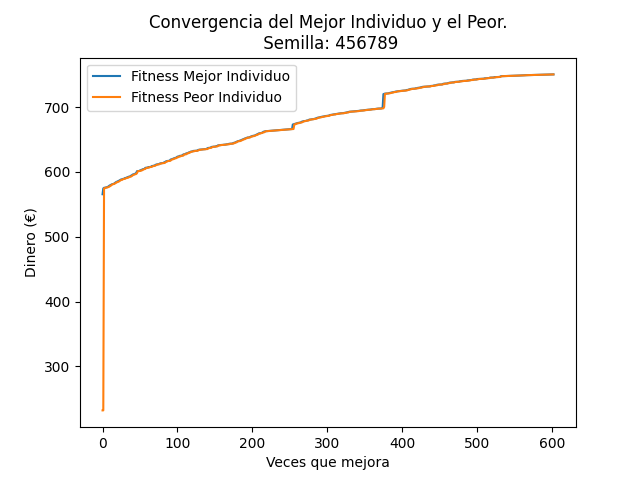 Convergencia del Mejor Individuo y el Peor.
Semilla: 456789
Fitness Mejor Individuo
Fitness Peor Individuo
Dinero (€)
700
600
500
400
300
0 100 200 300 400 500 600
Veces que mejora